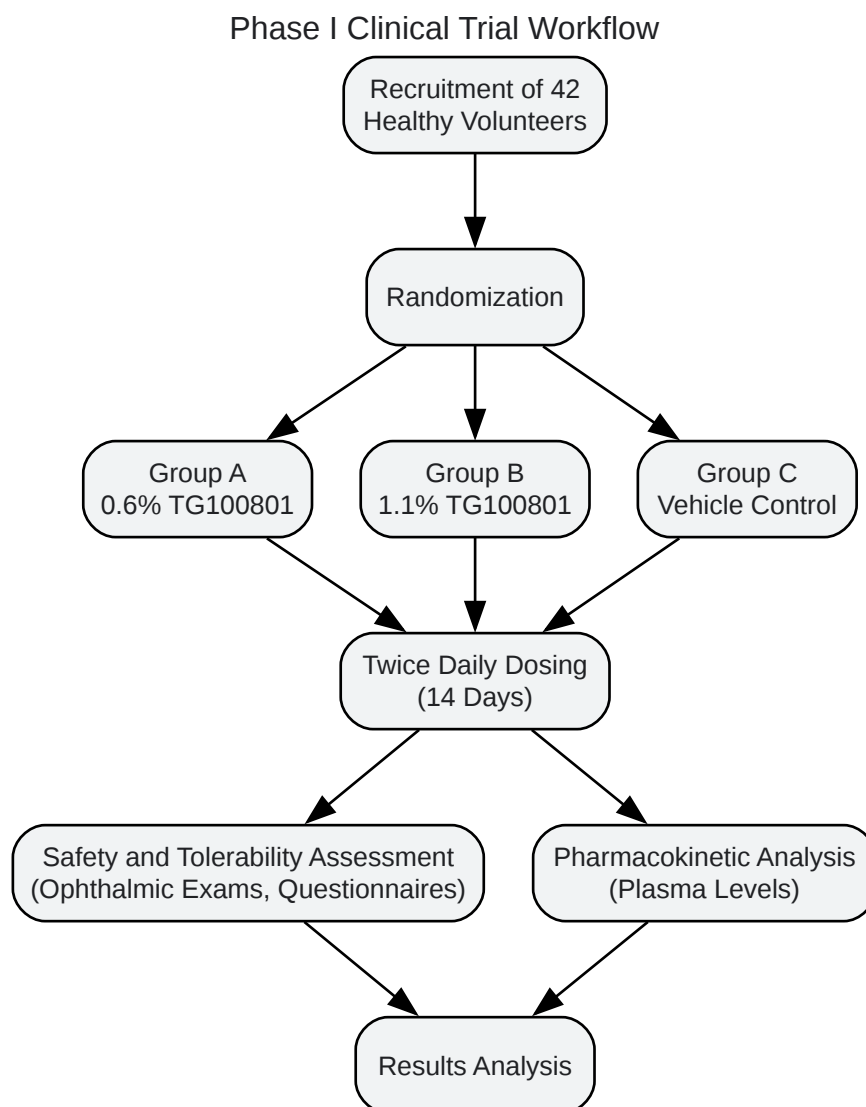 Phase I Clinical Trial Workflow
Recruitment of 42
Healthy Volunteers
Randomization
Group A
0.6% TG100801
Group B
1.1% TG100801
Group C
Vehicle Control
Twice Daily Dosing
(14 Days)
Safety and Tolerability Assessment
(Ophthalmic Exams, Questionnaires)
Pharmacokinetic Analysis
(Plasma Levels)
Results Analysis